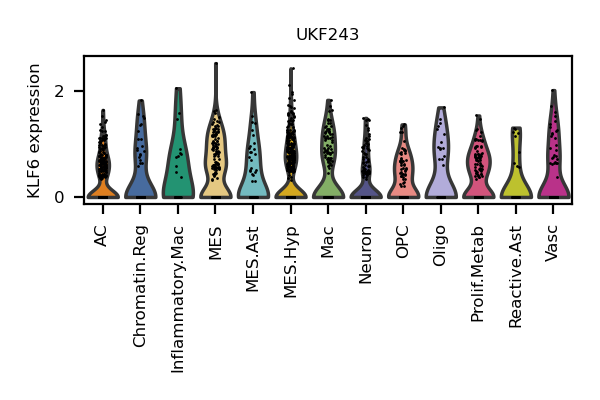 UKF243
KLF6 expression
2
0
AC
Chromatin.Reg
Inflammatory.Mac
MES
MES.Ast
MES.Hyp
Mac
Neuron
OPC
Oligo
Prolif.Metab
Reactive.Ast
Vasc